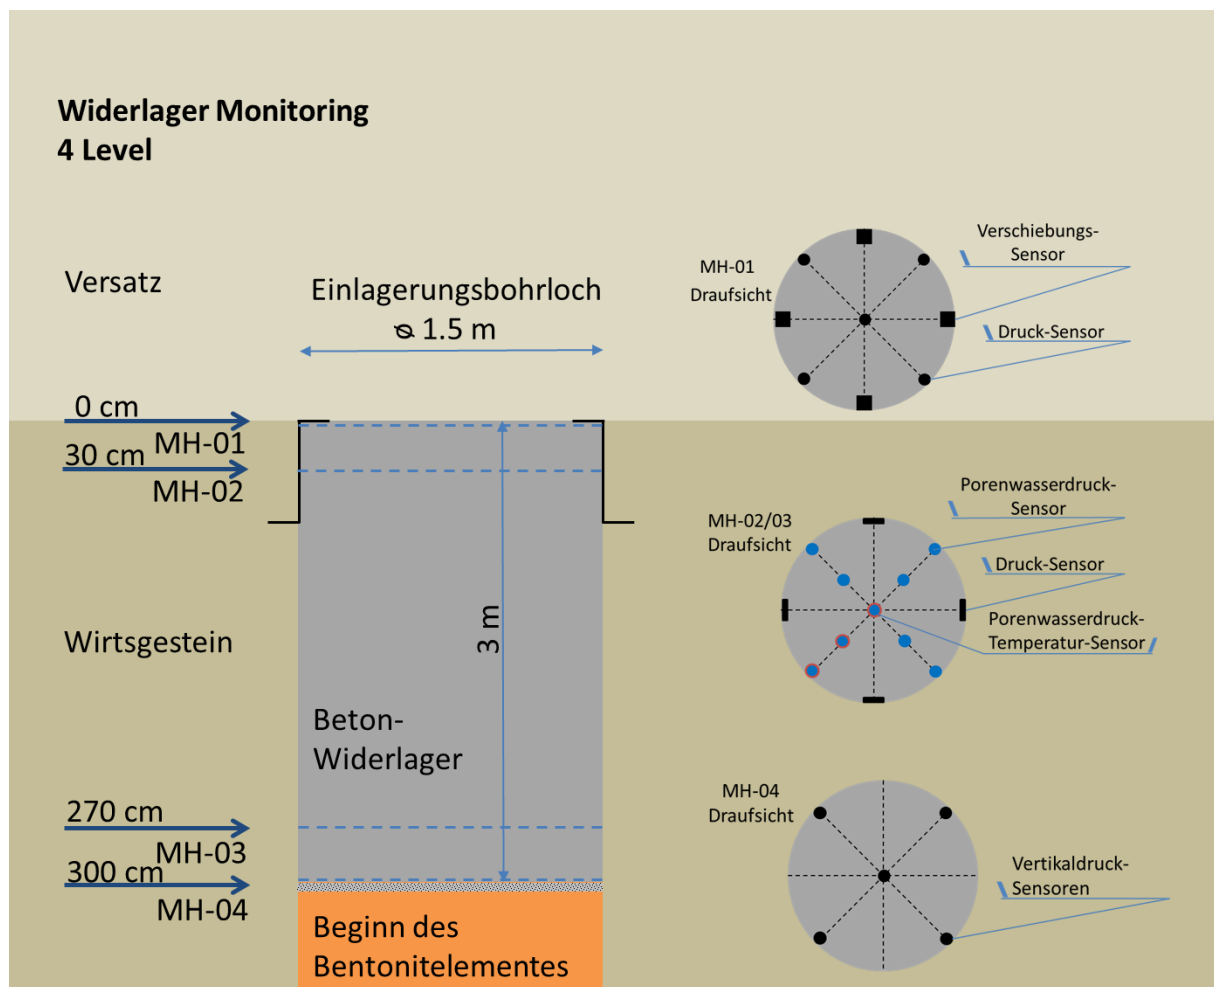 Widerlager Monitoring
4 Level
Versatz
Einlagerungsbohrloch
⌀ 1.5 m
0 cm
MH-01
30 cm
MH-02
3 m
Wirtsgestein
Beton-
Widerlager
270 cm
MH-03
300 cm
MH-04
Beginn des
Bentonitelementes
MH-01
Draufsicht
Verschiebungs-
Sensor
Druck-Sensor
MH-02/03
Draufsicht
Porenwasserdruck-
Sensor
Druck-Sensor
Porenwasserdruck-
Temperatur-Sensor
MH-04
Draufsicht
Vertikaldruck-
Sensoren